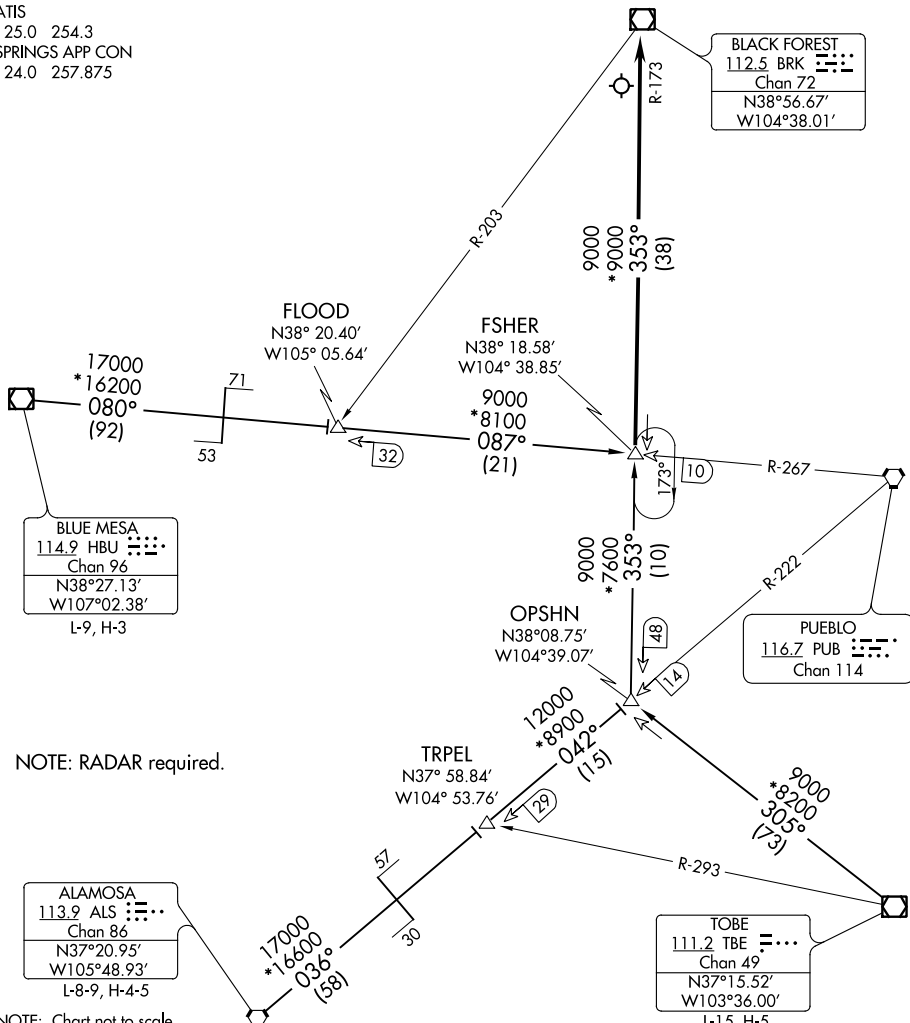 ATIS
25.0 254.3
SPRINGS APP CON
24.0 257.875
BLACK FOREST
112.5 BRK
Chan 72
N38°56.67'
W104°38.01'
R-173
R-203
9000
*9000
353°
(38)
FLOOD
N38° 20.40'
W105° 05.64'
FSHER
N38° 18.58'
W104° 38.85'
17000
*16200
080°
(92)
71
53
9000
*8100
087°
(21)
32
10
R-267
173°
BLUE MESA
114.9 HBU
Chan 96
N38°27.13'
W107°02.38'
L-9, H-3
9000
*7600
353°
(10)
R-222
OPSHN
N38°08.75'
W104°39.07'
48
14
PUEBLO
116.7 PUB
Chan 114
NOTE: RADAR required.
TRPEL
N37° 58.84'
W104° 53.76'
12000
*8900
042°
(15)
29
9000
*8200
305°
(73)
R-293
57
30
ALAMOSA
113.9 ALS
Chan 86
N37°20.95'
W105°48.93'
L-8-9, H-4-5
17000
*16600
036°
(58)
TOBE
111.2 TBE
Chan 49
N37°15.52'
W103°36.00'
L-15, H-5
NOTE: Chart not to scale